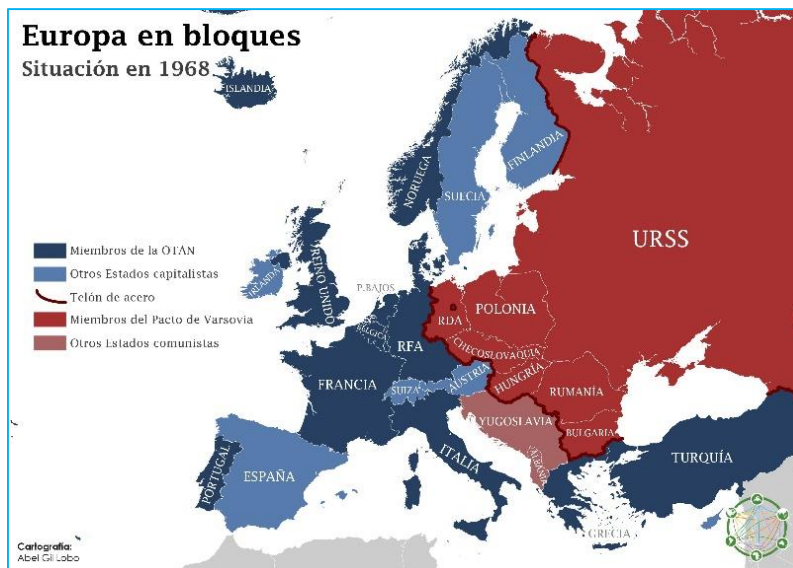 Europa en bloques
Situación en 1968
ISLANDIA
NORUEGA
SUECIA
FINLANDIA
URSS
Miembros de la OTAN
Otros Estados capitalistas
Telón de acero
Miembros del Pacto de Varsovia
Otros Estados comunistas
IRLANDA
REINO UNIDO
P. BAJOS
BÉLGICA
RFA
RDA
POLONIA
CHECOSLOVAQUIA
FRANCIA
SUIZA
AUSTRIA
HUNGRÍA
RUMANÍA
YUGOSLAVIA
BULGARIA
ALBANIA
ITALIA
PORTUGAL
ESPAÑA
TURQUÍA
GRECIA
Cartografía:
Abel Gil Lobo